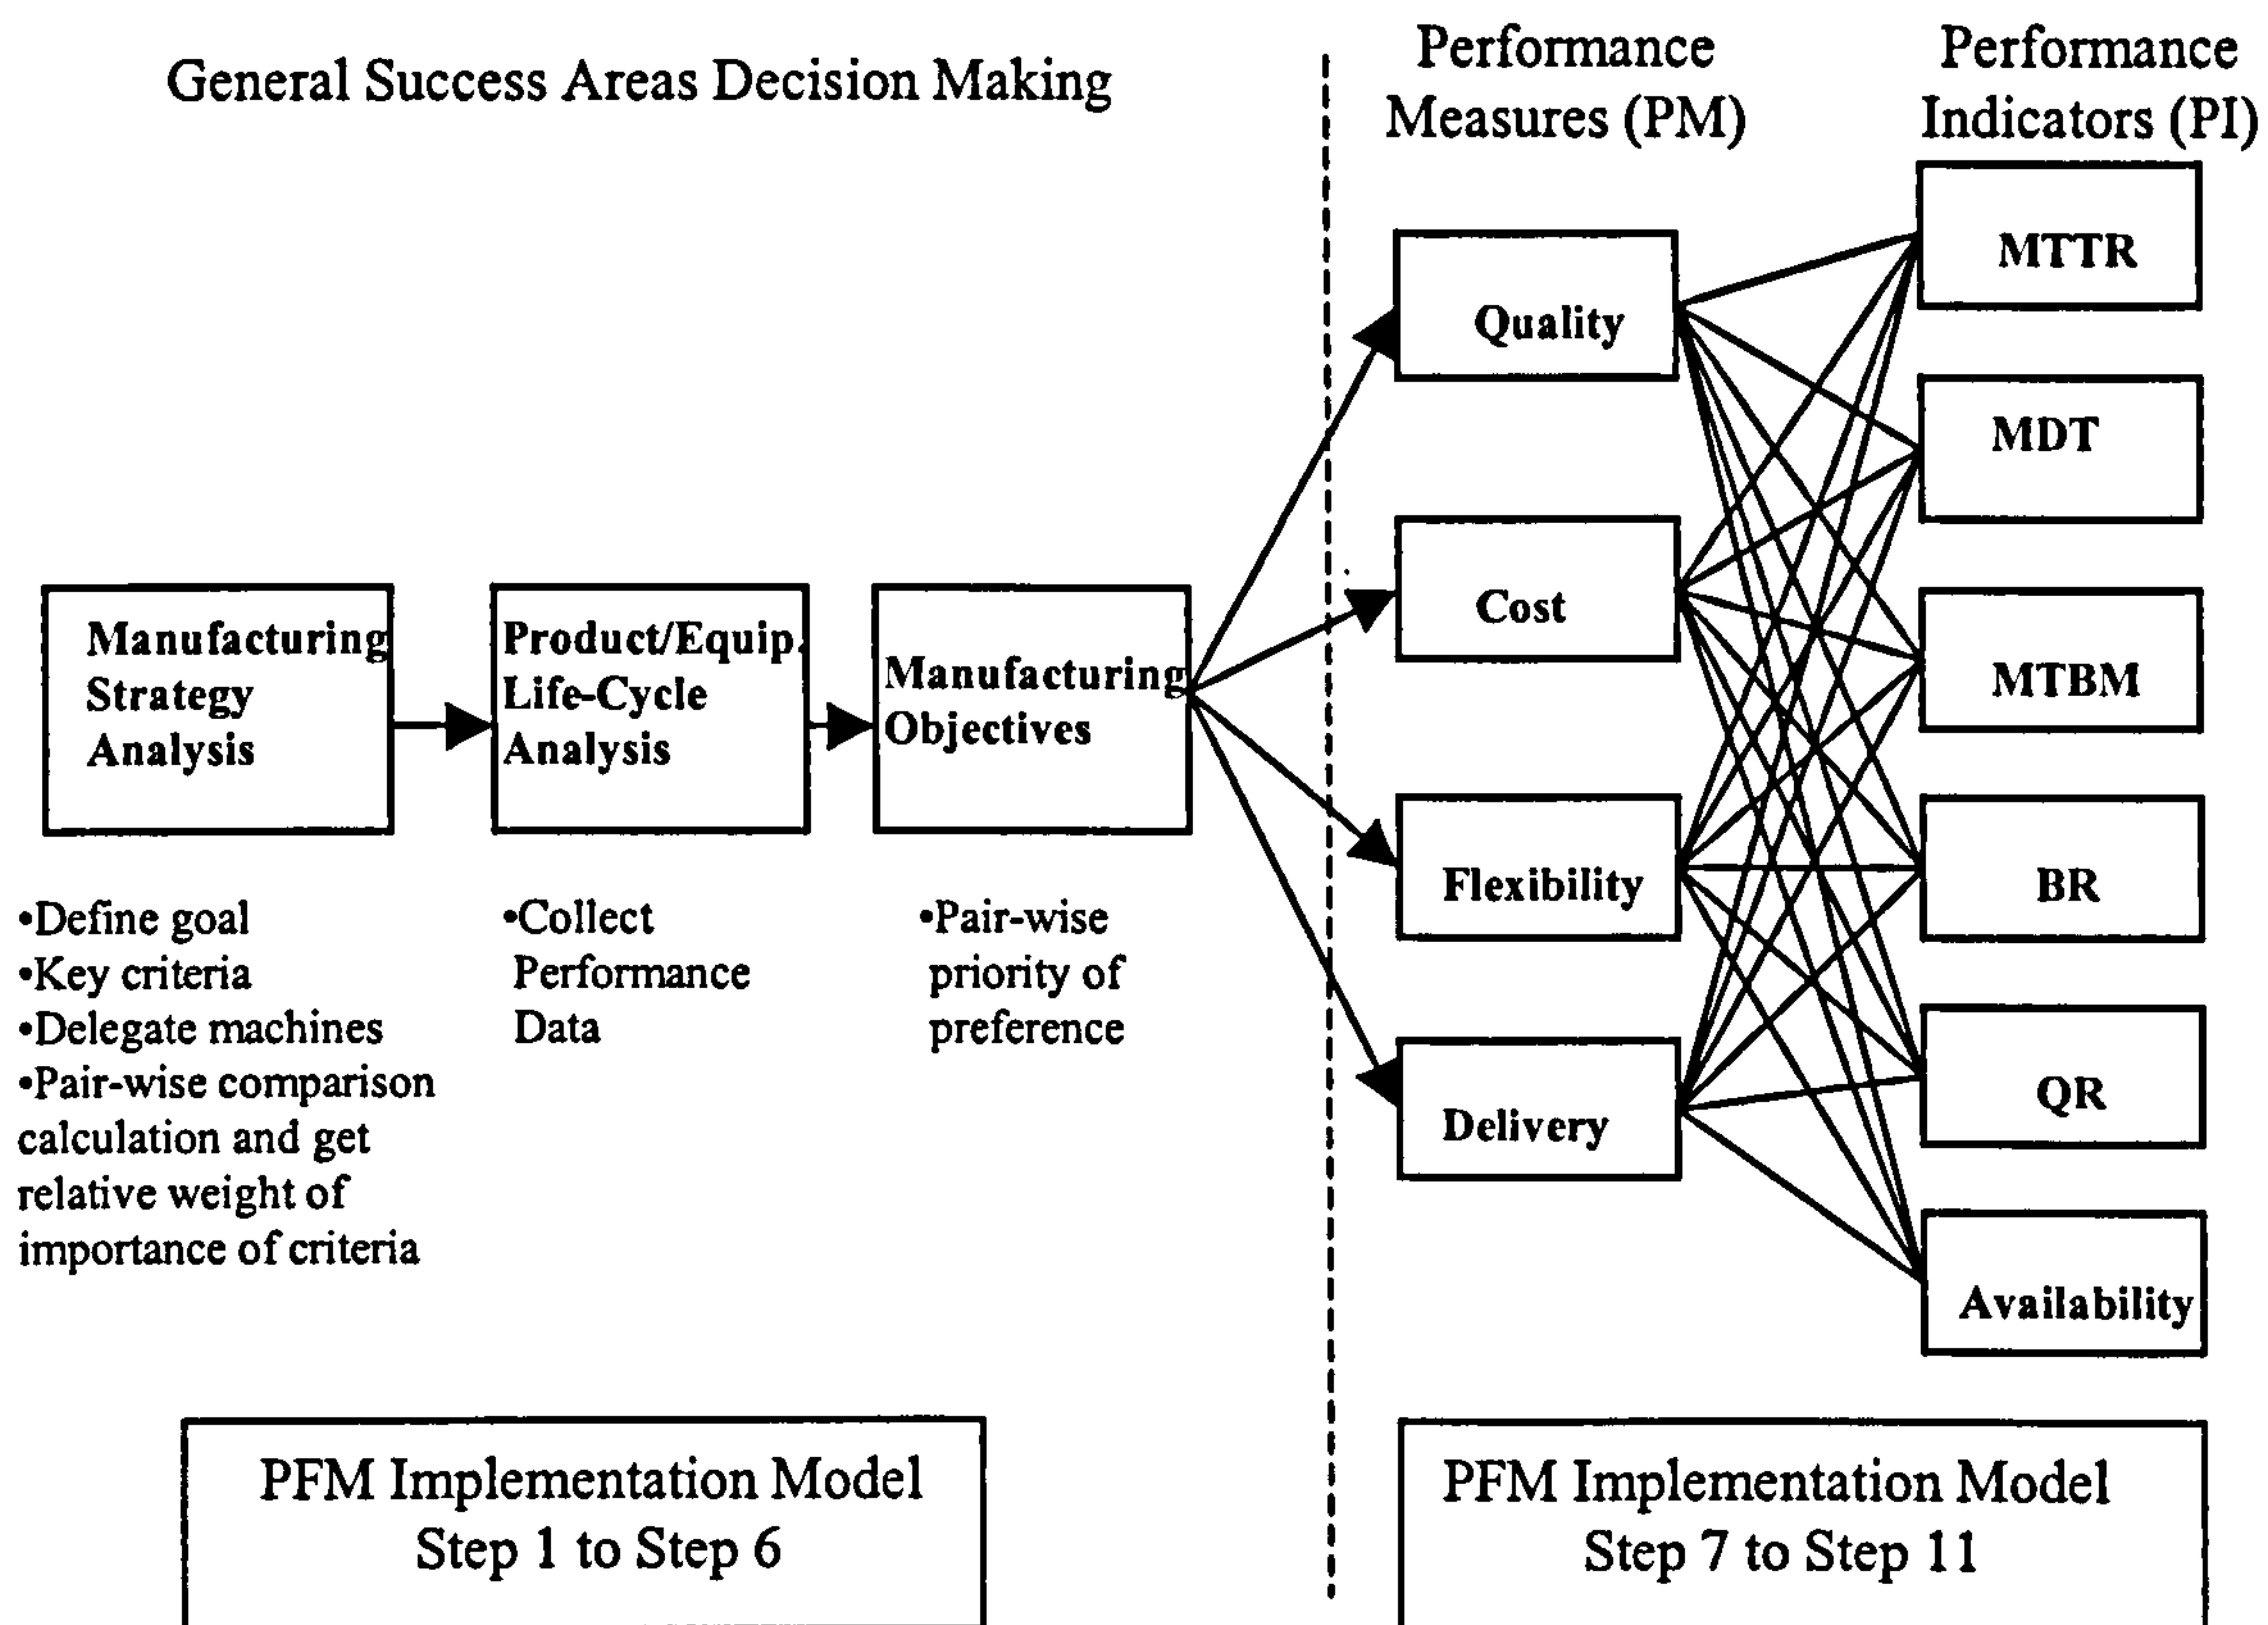 General Success Areas Decision Making
Performance
Measures (PM)
Performance
Indicators (PI)
Manufacturing
Strategy
Analysis
Product/Equip.
Life-Cycle
Analysis
Manufacturing
Objectives
Quality
Cost
Flexibility
Delivery
MTTR
MDT
MTBM
BR
QR
Availability
•Define goal
•Key criteria
•Delegate machines
•Pair-wise comparison
calculation and get
relative weight of
importance of criteria
•Collect
Performance
Data
•Pair-wise
priority of
preference
PFM Implementation Model
Step 1 to Step 6
PFM Implementation Model
Step 7 to Step 11